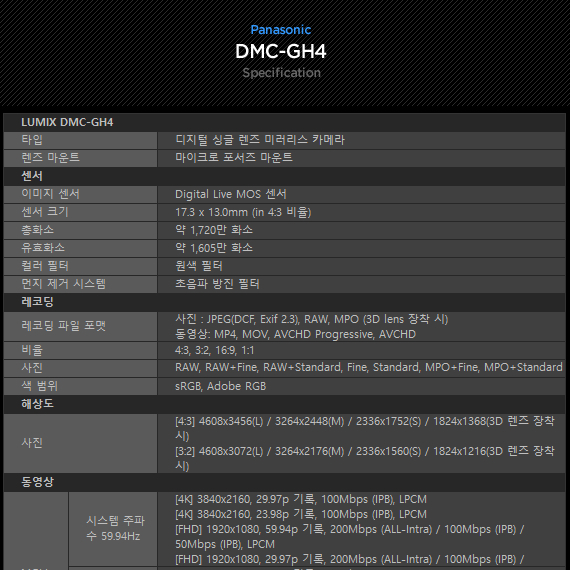 Panasonic
DMC-GH4
Specification
LUMIX DMC-GH4
타입 디지털 싱글 렌즈 미러리스 카메라
렌즈 마운트 마이크로 포서즈 마운트
센서
이미지 센서 Digital Live MOS 센서
센서 크기 17.3 x 13.0mm (in 4:3 비율)
총화소 약 1,720만 화소
유효화소 약 1,605만 화소
컬러 필터 원색 필터
먼지 제거 시스템 초음파 방진 필터
레코딩
레코딩 파일 포맷 사진 : JPEG(DCF, Exif 2.3), RAW, MPO (3D lens 장착 시)
동영상: MP4, MOV, AVCHD Progressive, AVCHD
비율 4:3, 3:2, 16:9, 1:1
사진 RAW, RAW+Fine, RAW+Standard, Fine, Standard, MPO+Fine, MPO+Standard
색 범위 sRGB, Adobe RGB
해상도
사진 [4:3] 4608x3456(L) / 3264x2448(M) / 2336x1752(S) / 1824x1368(3D 렌즈 장착
시)
[3:2] 4608x3072(L) / 3264x2176(M) / 2336x1560(S) / 1824x1216(3D 렌즈 장착
시)
동영상
시스템 주파
수 59.94Hz
[4K] 3840x2160, 29.97p 기록, 100Mbps (IPB), LPCM
[4K] 3840x2160, 23.98p 기록, 100Mbps (IPB), LPCM
[FHD] 1920x1080, 59.94p 기록, 200Mbps (ALL-Intra) / 100Mbps (IPB) /
50Mbps (IPB), LPCM
[FHD] 1920x1080, 29.97p 기록, 200Mbps (ALL-Intra) / 100Mbps (IPB) /